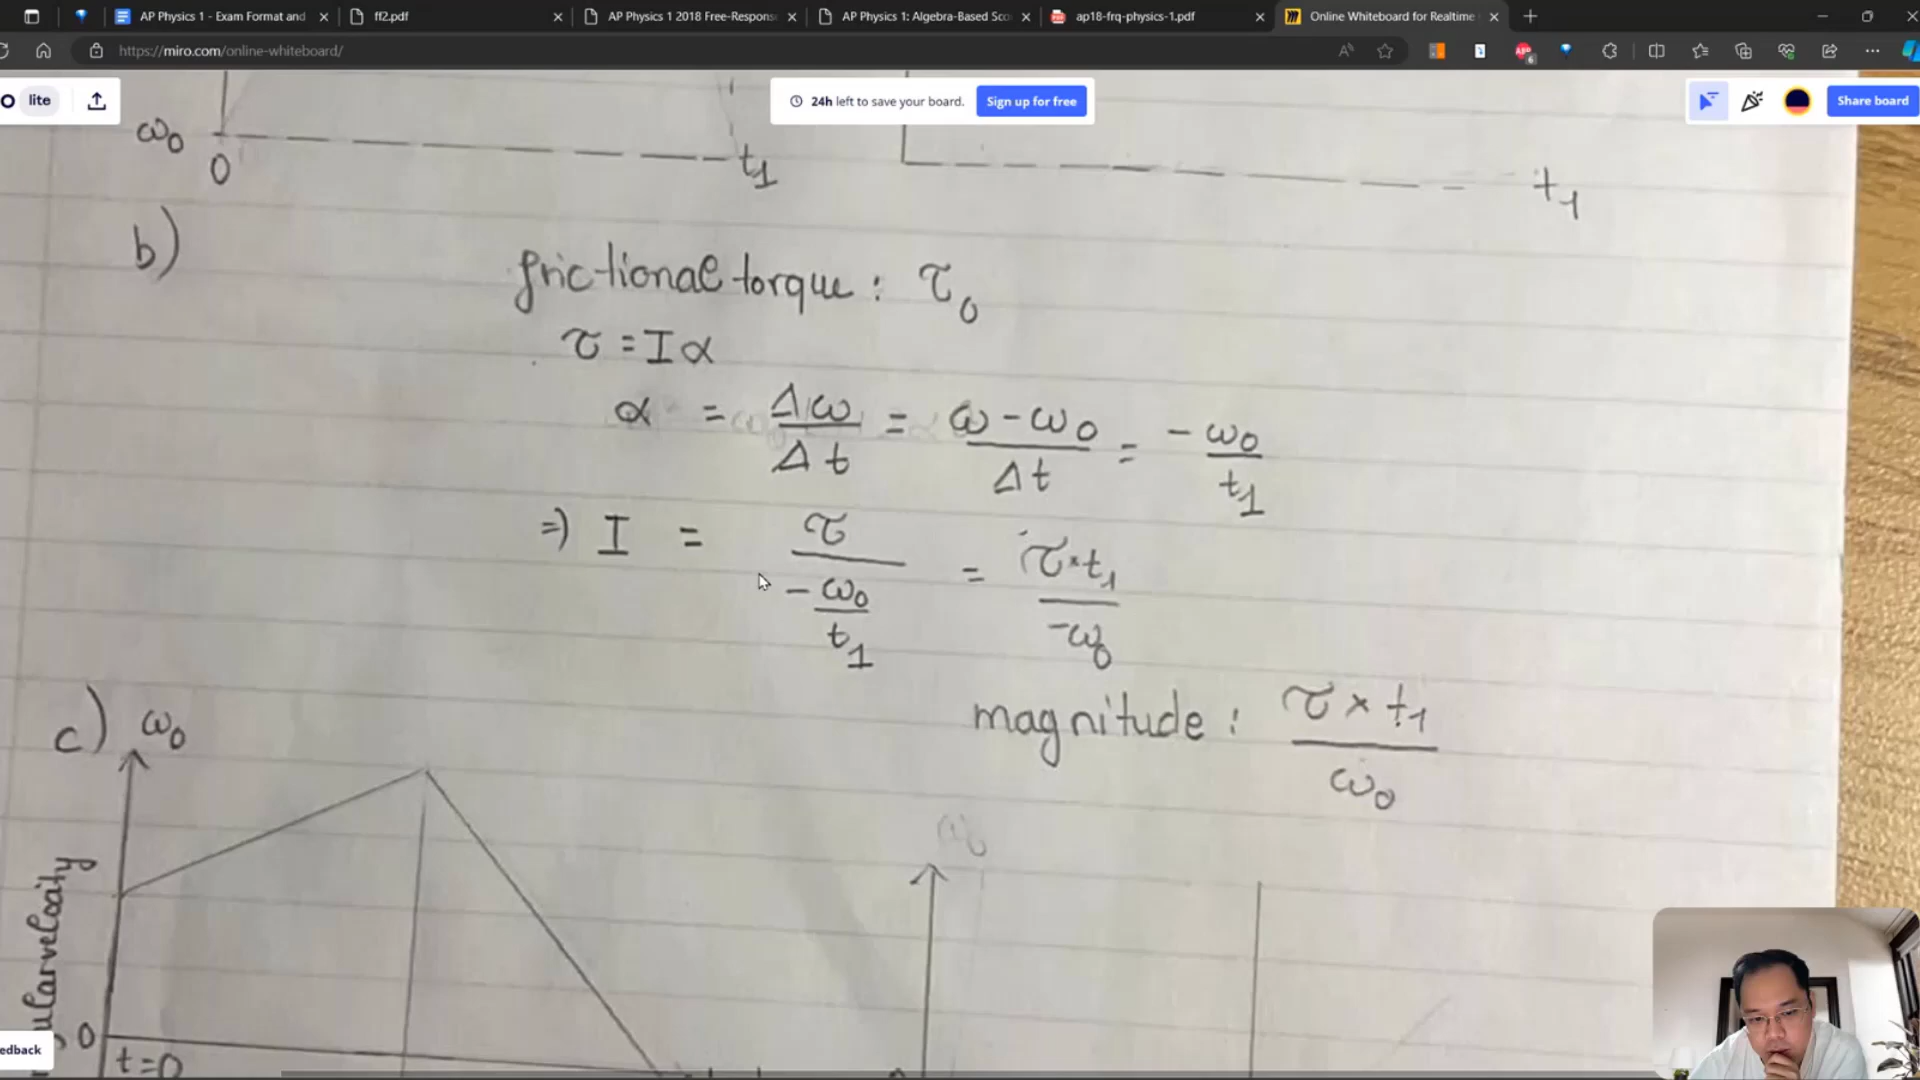 AP Physics 1 - Exam Format and
ff2.pdf
AP Physics 1 2018 Free-Respons
AP Physics 1: Algebra-Based Sco
ap18-frq-physics-1.pdf
Online Whiteboard for Realtime
https://miro.com/online-whiteboard/
lite
24h left to save your board.
Sign up for free
Share board
ω₀
0
t₁
t₁
b)
frictional torque : τ₀
τ = Iα
α = Δω/Δt = ω - ω₀/Δt = -ω₀/t₁
=) I = τ/(-ω₀/t₁) = τ × t₁/-ω₀
magnitude : τ × t₁/ω₀
c) ω₀
0
t=0
edback